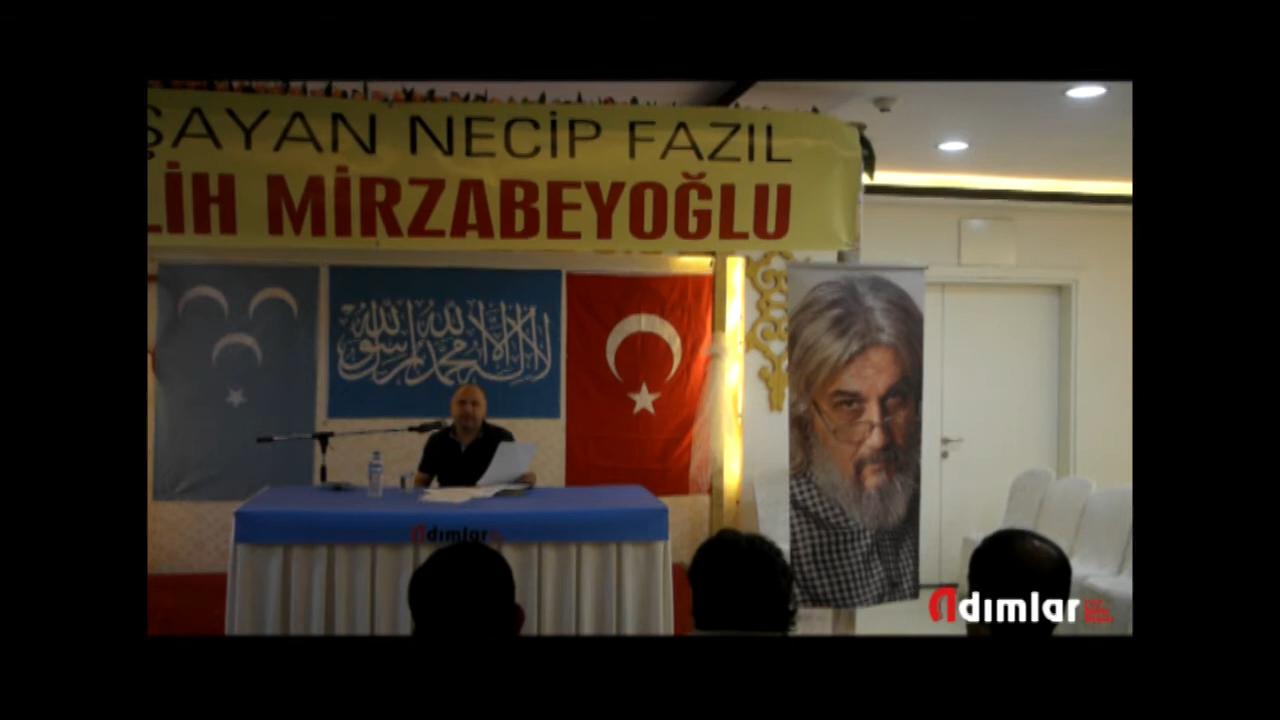 ŞAYAN NECİP FAZIL
LİH MİRZABEYOĞLU
لا إله إلا الله محمد رسول الله
adımlar
adımlar